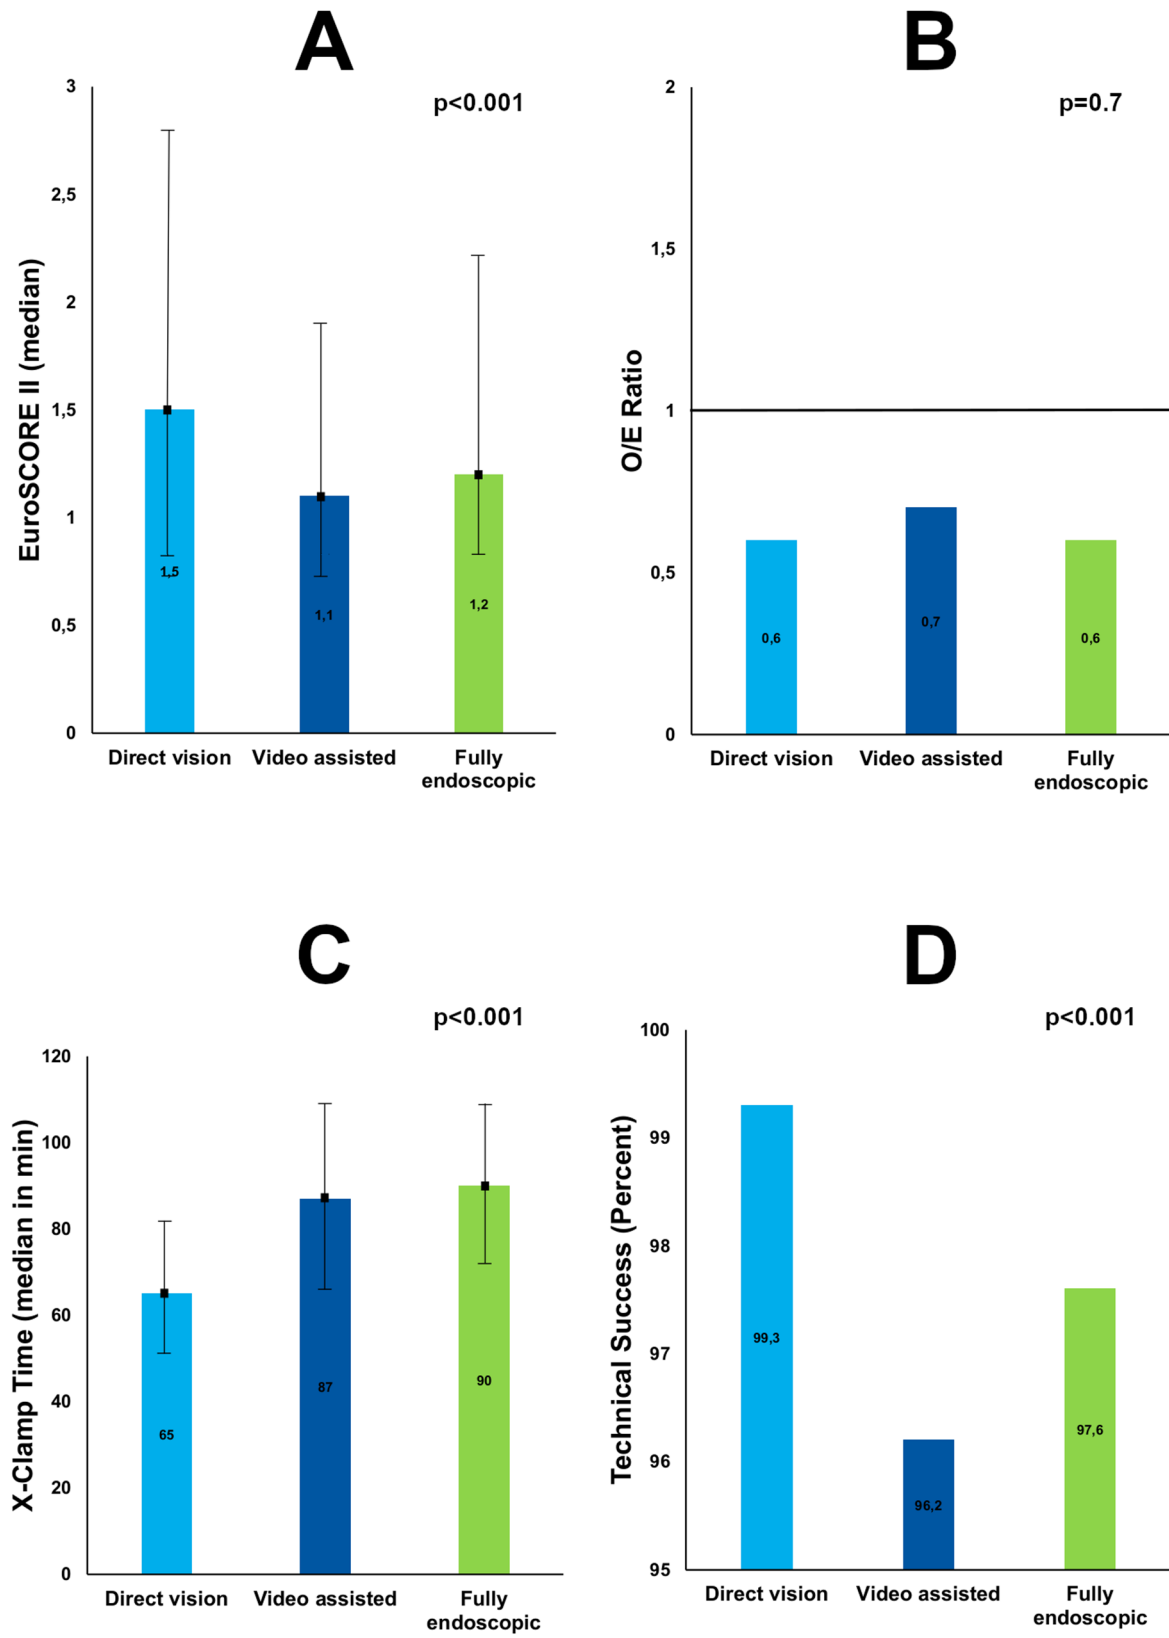 A
p<0.001
EuroSCORE II (median)
3
2,5
2
1,5
1
0,5
0
1,5
1,1
1,2
Direct vision
Video assisted
Fully
endoscopic
B
p=0.7
O/E Ratio
2
1,5
1
0,5
0
0,6
0,7
0,6
Direct vision
Video assisted
Fully
endoscopic
C
p<0.001
X-Clamp Time (median in min)
120
100
80
60
40
20
0
65
87
90
Direct vision
Video assisted
Fully
endoscopic
D
p<0.001
Technical Success (Percent)
100
99
98
97
96
95
99,3
96,2
97,6
Direct vision
Video assisted
Fully
endoscopic